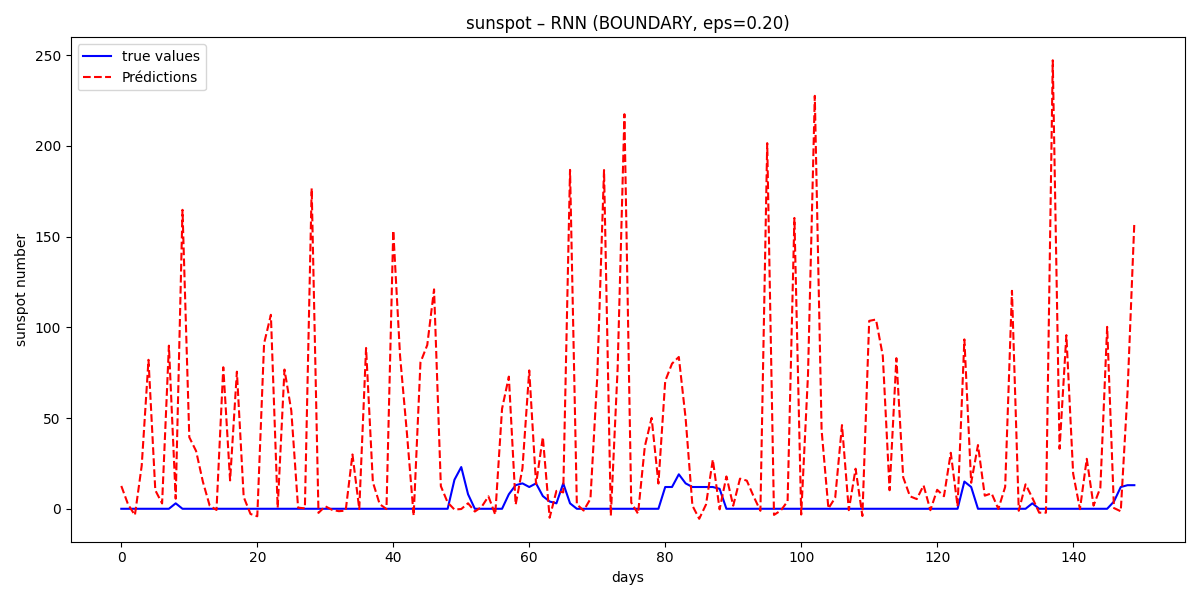 sunspot – RNN (BOUNDARY, eps=0.20)
true values
Prédictions
sunspot number
250
200
150
100
50
0
0 20 40 60 80 100 120 140
days